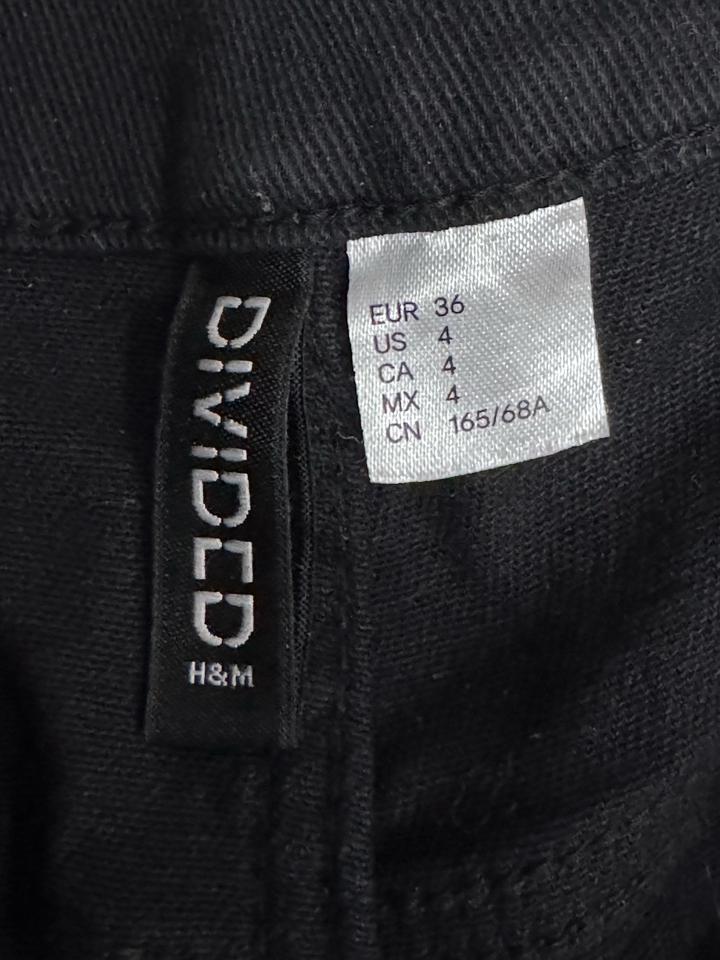 DIVIDED
H&M
EUR 36
US 4
CA 4
MX 4
CN 165/68A